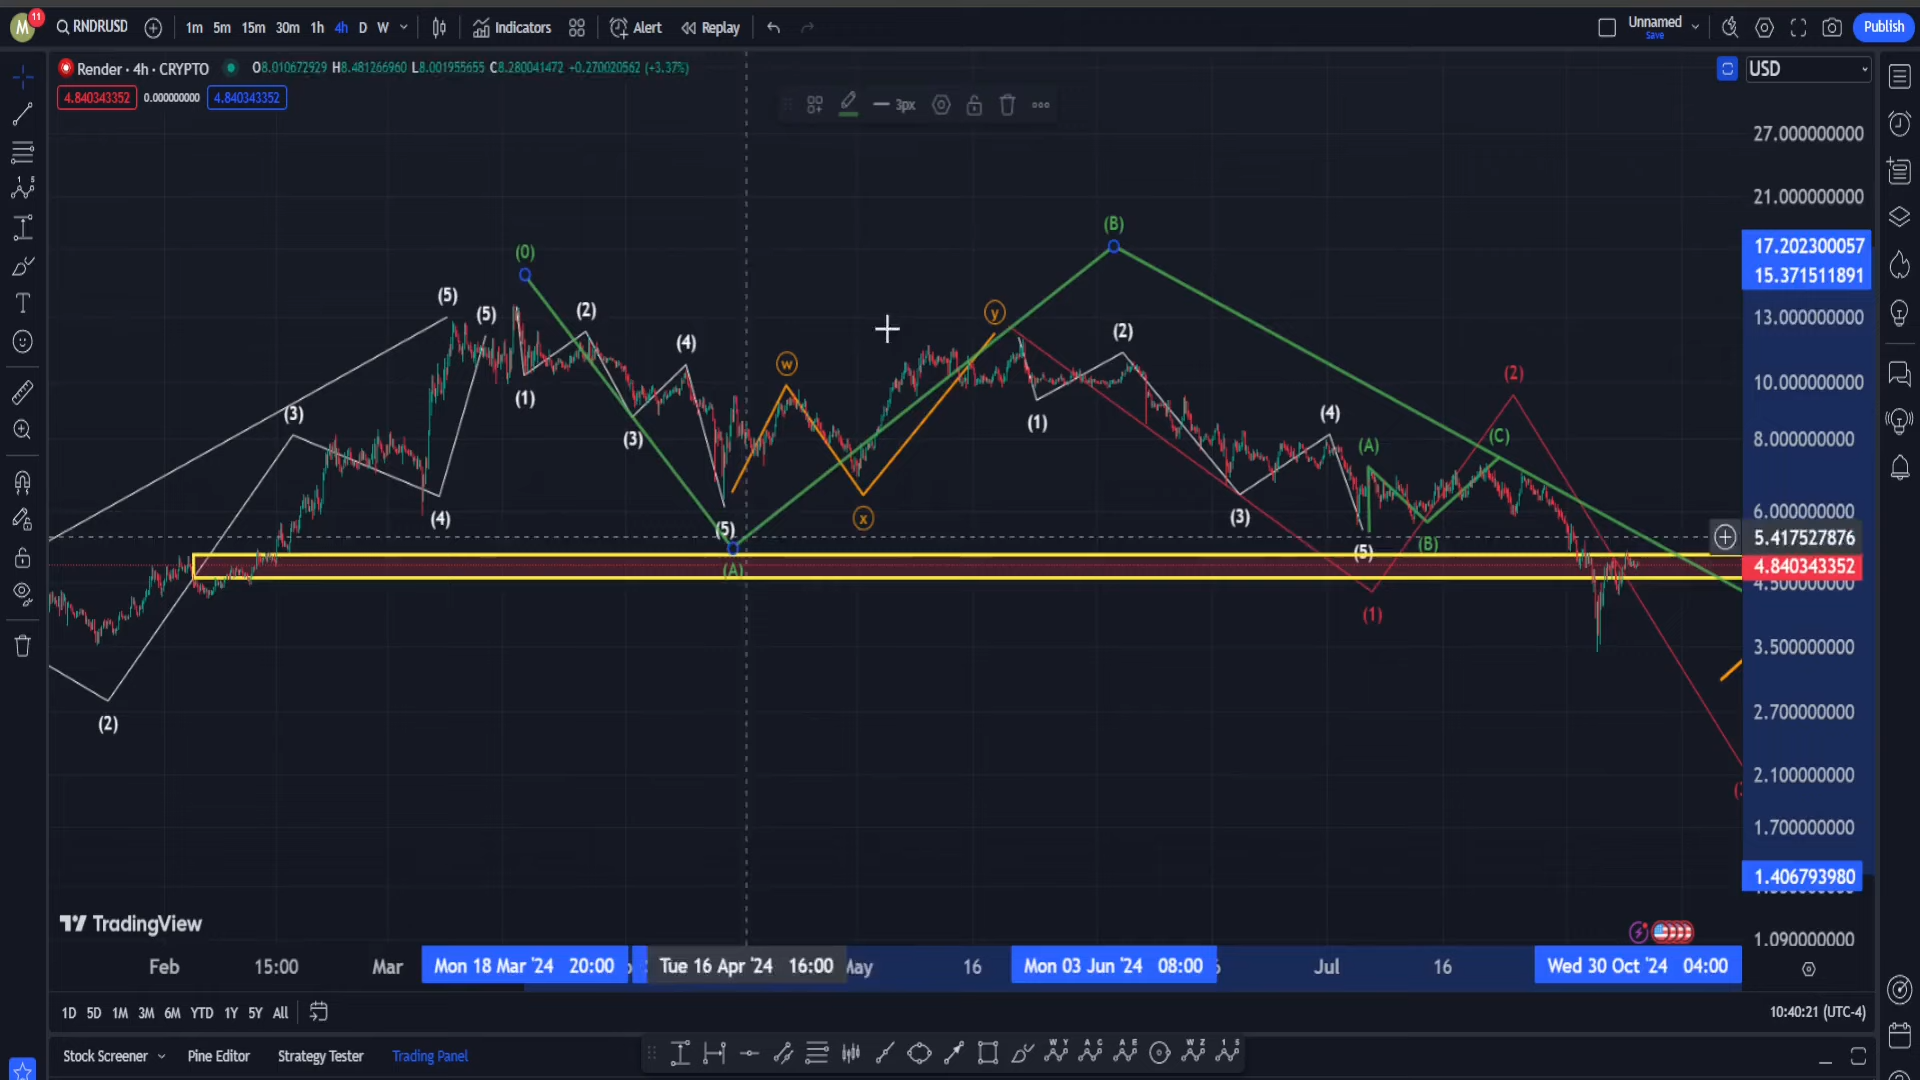 M 11 RNDRUSD 1m 5m 15m 30m 1h 4h D W Indicators Alert Replay Unnamed Save Publish
Render · 4h · CRYPTO O8.010672929 H8.481266960 L8.001955655 C8.280041472 +0.270020562 (+3.37%) USD
4.840343352 0.000000000 4.840343352
3px
27.000000000
21.000000000
(B)
17.202300057
(0)
15.371511891
(5)
(5) (2) y
13.000000000
(2)
(4)
w
(2)
10.000000000
(1)
(3) (4)
(1)
(3)
(C)
8.000000000
(A)
(4) x (3)
6.000000000
(5)
5.417527876
(B)
(5)
4.840343352
(A)
4.500000000
(1)
3.500000000
2.700000000
(2)
2.100000000
1.700000000
1.406793980
TradingView
1.090000000
Feb 15:00 Mar Mon 18 Mar '24 20:00 Tue 16 Apr '24 16:00 May 16 Mon 03 Jun '24 08:00 Jul 16 Wed 30 Oct '24 04:00
1D 5D 1M 3M 6M YTD 1Y 5Y All 10:40:21 (UTC-4)
Stock Screener Pine Editor Strategy Tester Trading Panel